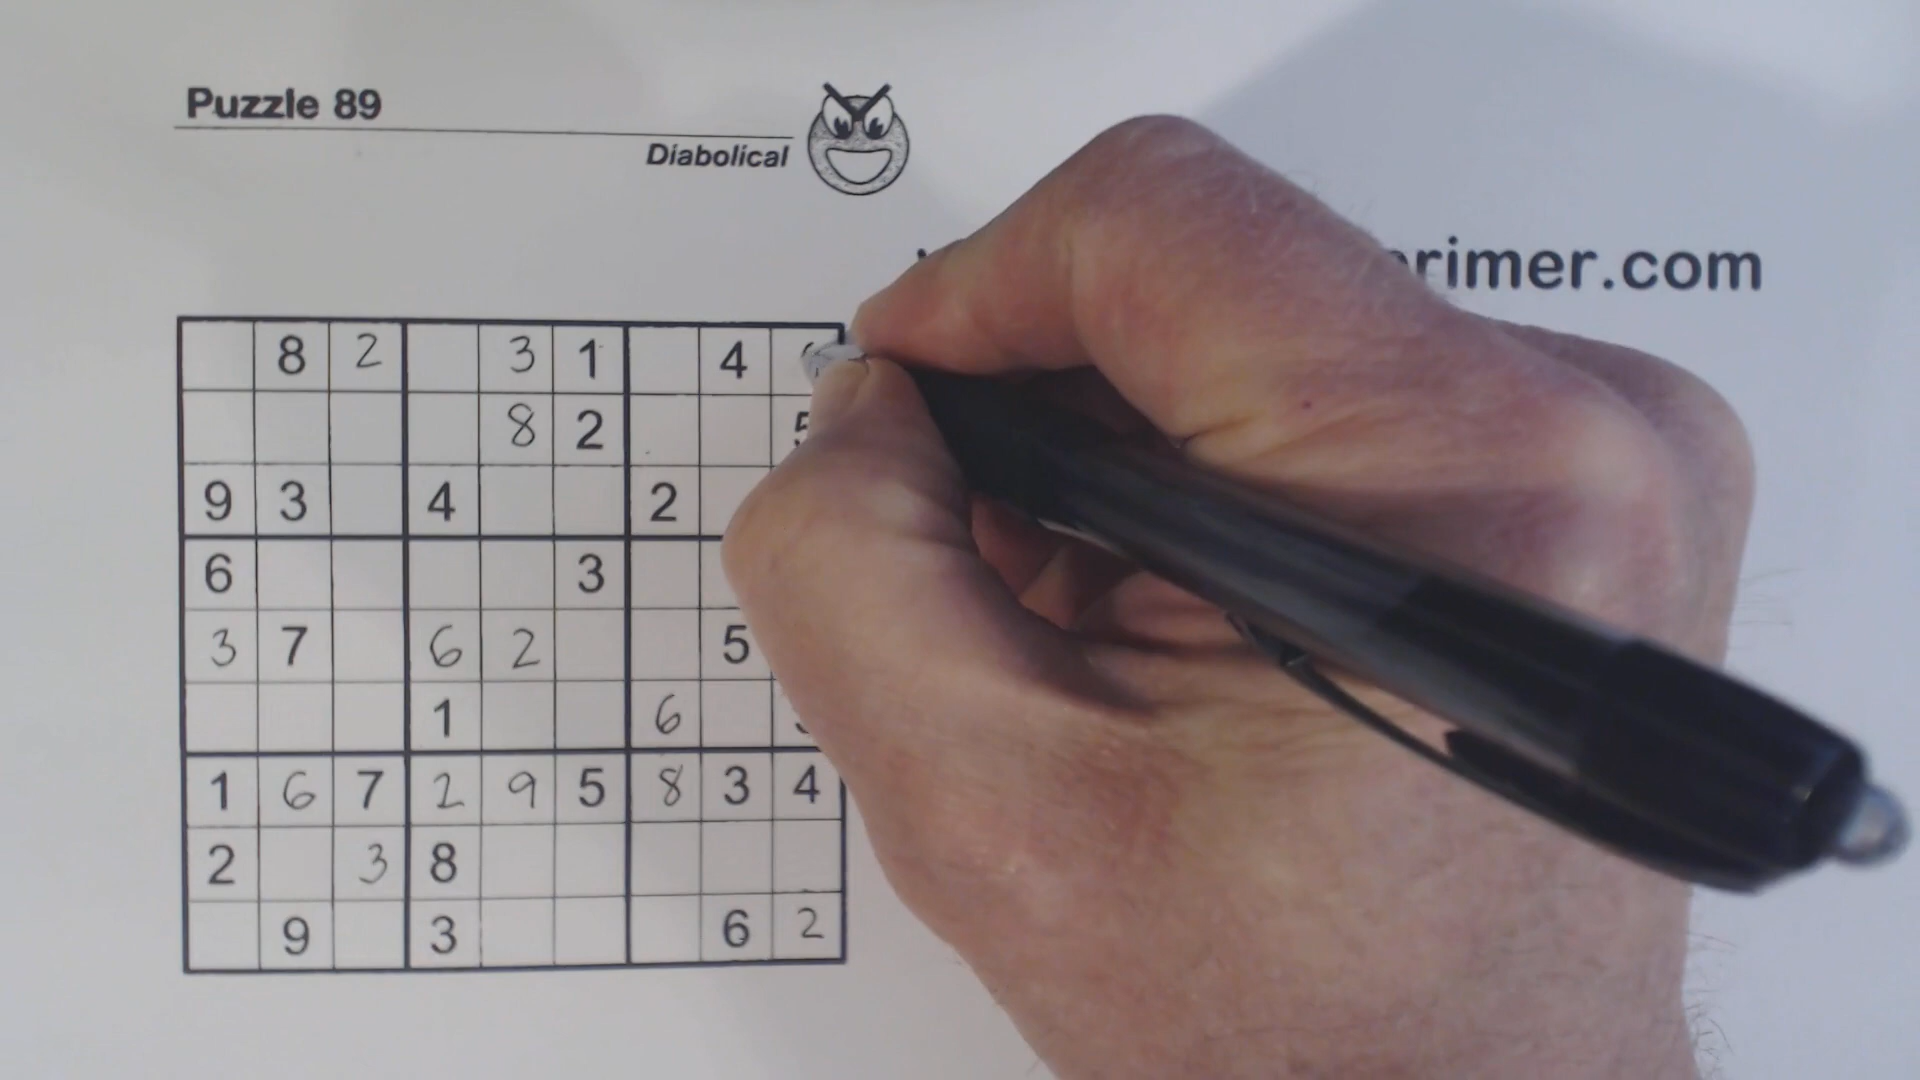 Puzzle 89
Diabolical
rimer.com
8 2 3 1 4
8 2 5
9 3 4 2
6 3
3 7 6 2 5
1 6
1 6 7 2 9 5 8 3 4
2 3 8
9 3 6 2